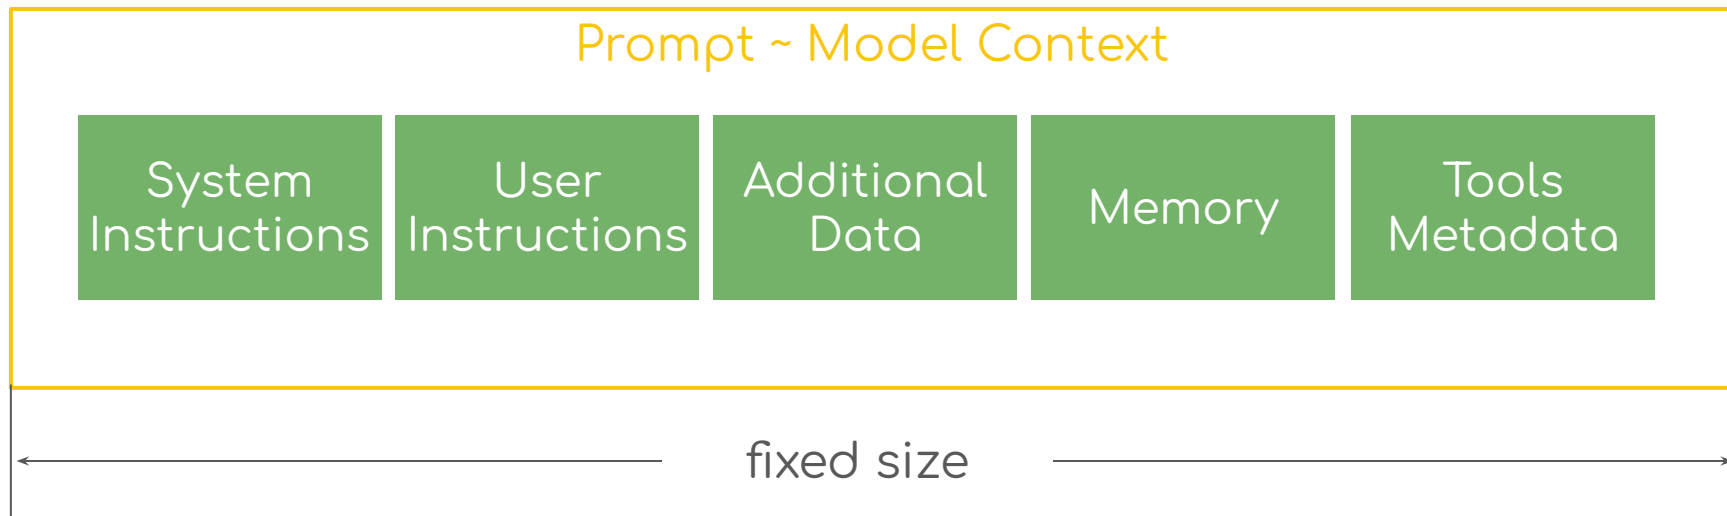 Prompt ~ Model Context
System
Instructions
User
Instructions
Additional
Data
Memory
Tools
Metadata
fixed size